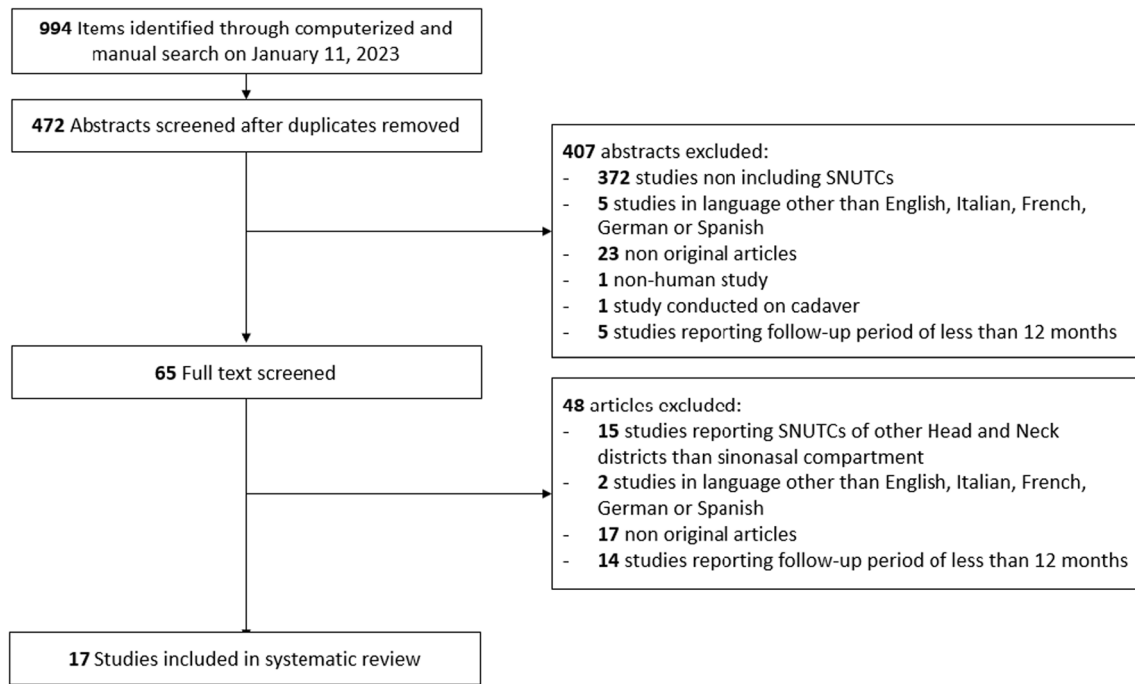 994 Items identified through computerized and
manual search on January 11, 2023
472 Abstracts screened after duplicates removed
407 abstracts excluded:
- 372 studies non including SNUTCs
- 5 studies in language other than English, Italian, French,
German or Spanish
- 23 non original articles
- 1 non-human study
- 1 study conducted on cadaver
- 5 studies reporting follow-up period of less than 12 months
65 Full text screened
48 articles excluded:
- 15 studies reporting SNUTCs of other Head and Neck
districts than sinonasal compartment
- 2 studies in language other than English, Italian, French,
German or Spanish
- 17 non original articles
- 14 studies reporting follow-up period of less than 12 months
17 Studies included in systematic review